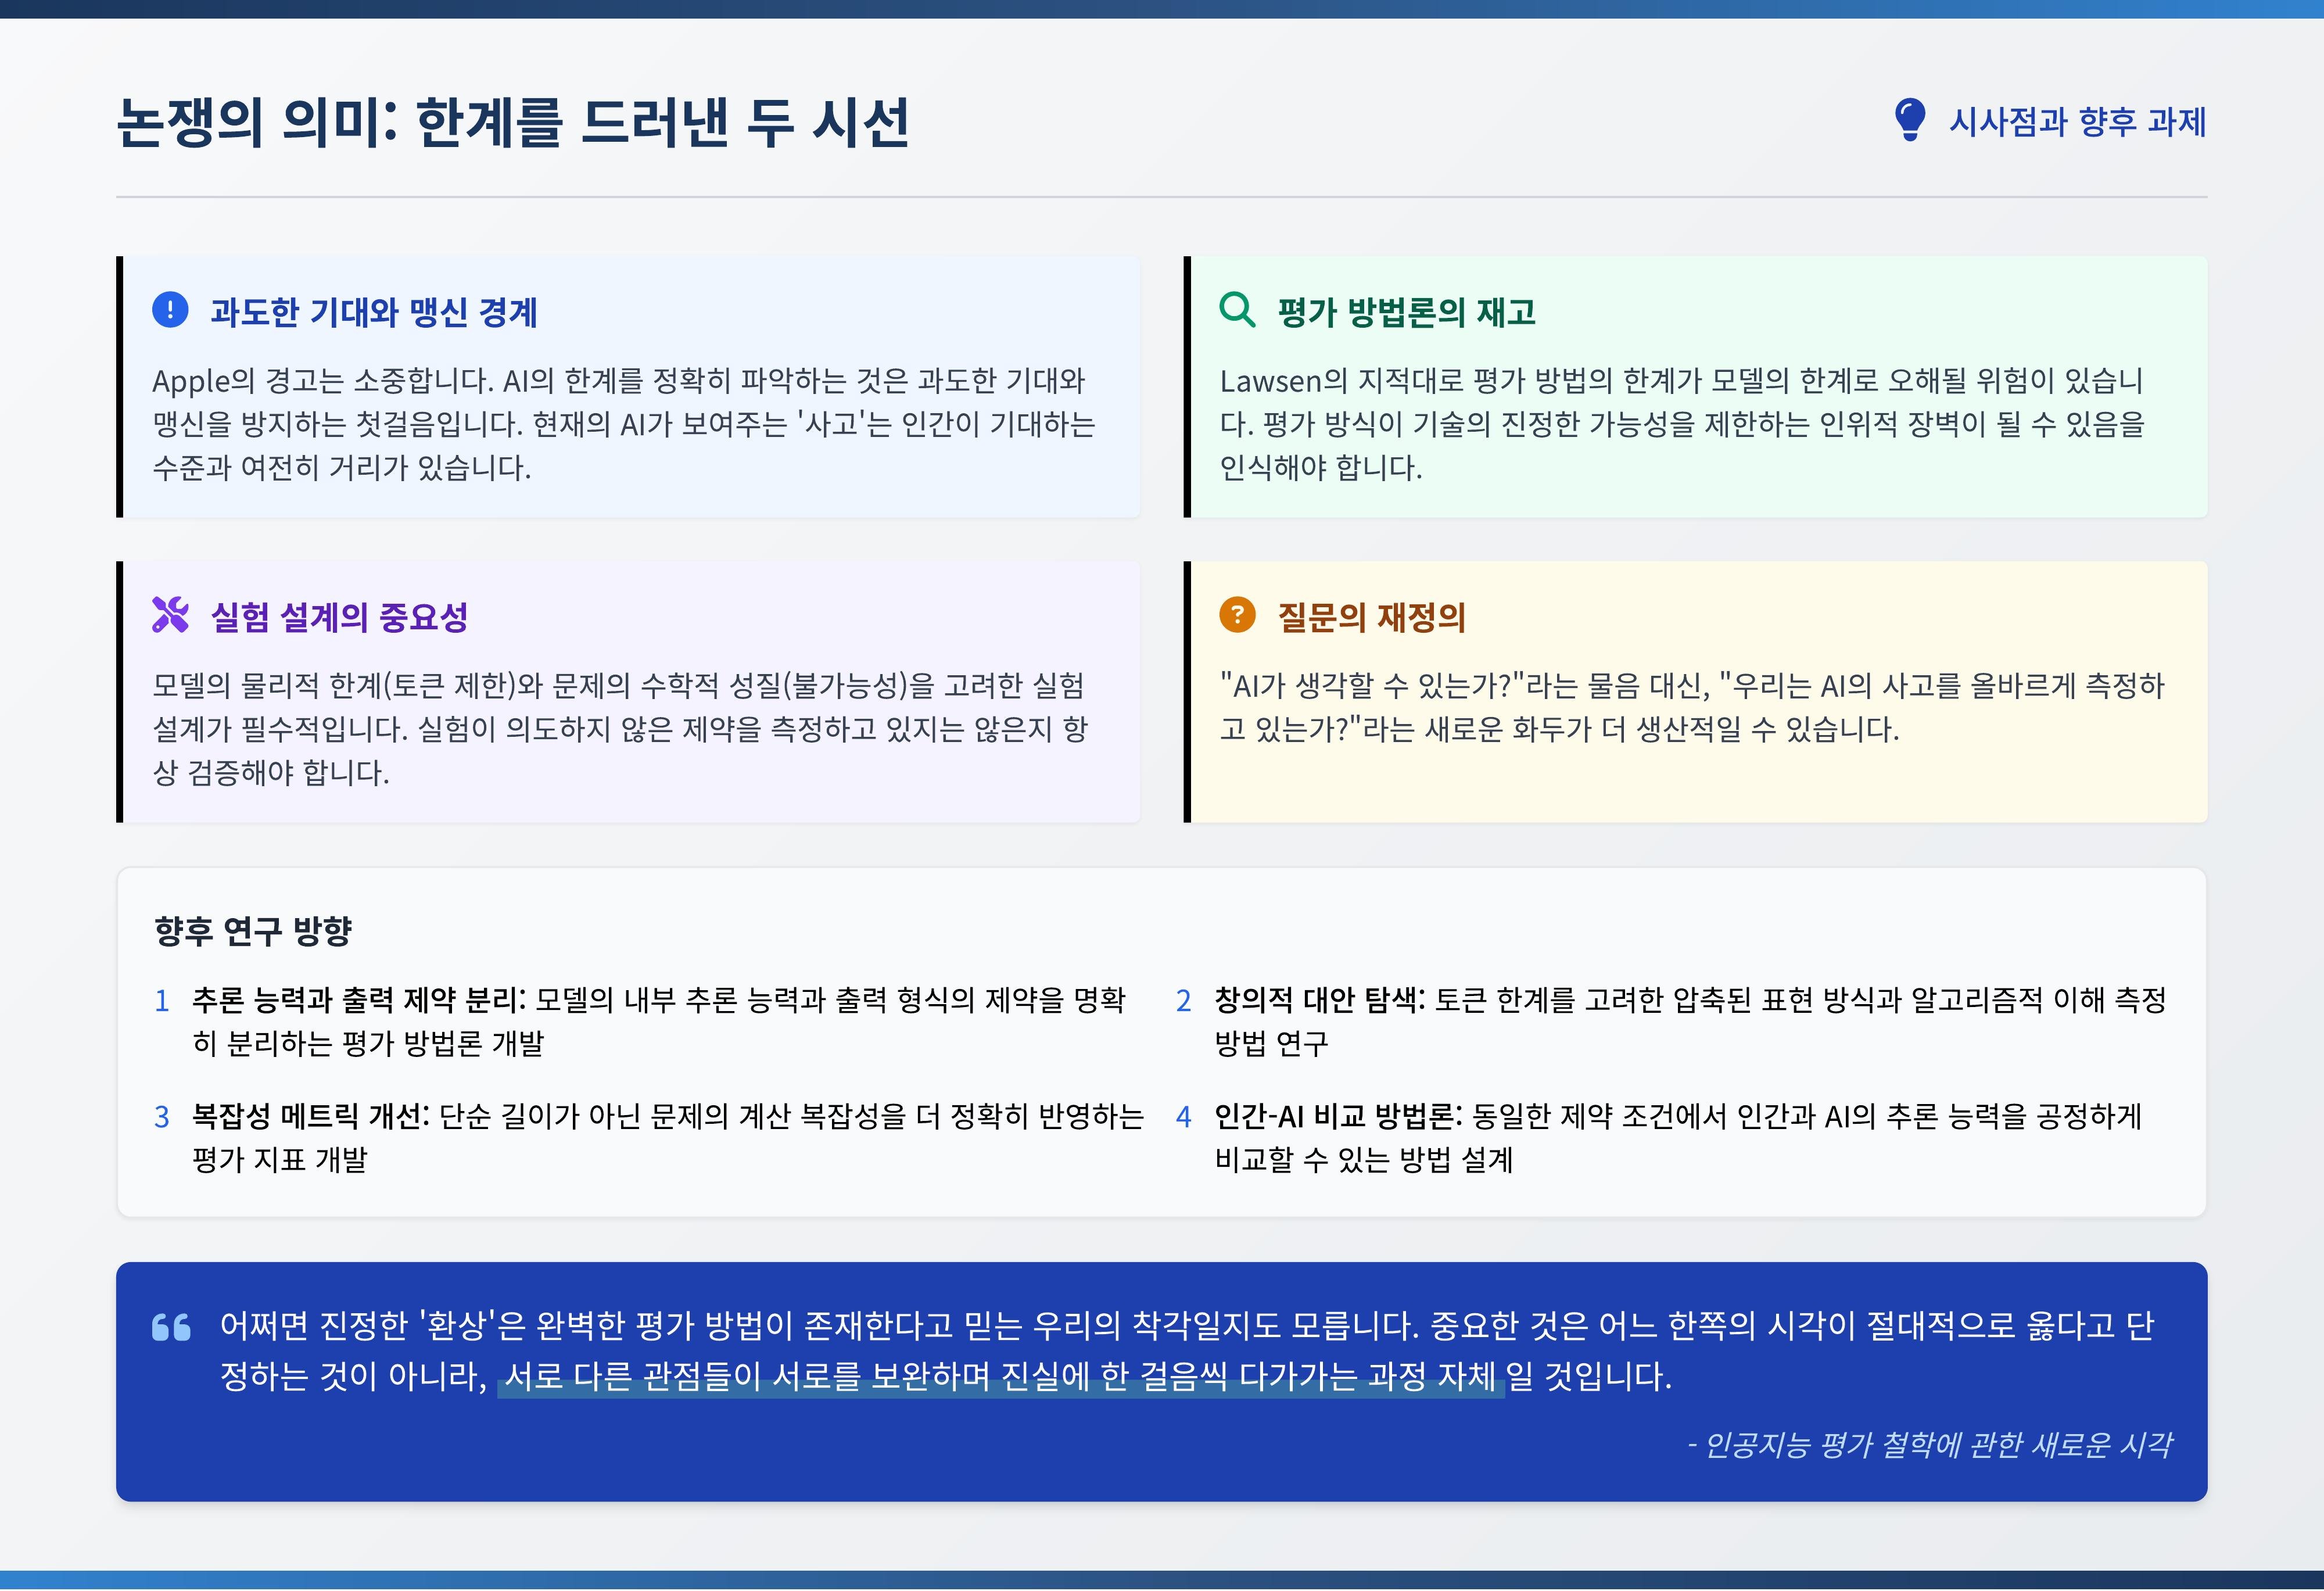 논쟁의 의미: 한계를 드러낸 두 시선
시사점과 향후 과제
과도한 기대와 맹신 경계
Apple의 경고는 소중합니다. AI의 한계를 정확히 파악하는 것은 과도한 기대와
맹신을 방지하는 첫걸음입니다. 현재의 AI가 보여주는 '사고'는 인간이 기대하는
수준과 여전히 거리가 있습니다.
평가 방법론의 재고
Lawsen의 지적대로 평가 방법의 한계가 모델의 한계로 오해될 위험이 있습니
다. 평가 방식이 기술의 진정한 가능성을 제한하는 인위적 장벽이 될 수 있음을
인식해야 합니다.
실험 설계의 중요성
모델의 물리적 한계(토큰 제한)와 문제의 수학적 성질(불가능성)을 고려한 실험
설계가 필수적입니다. 실험이 의도하지 않은 제약을 측정하고 있지는 않은지 항
상 검증해야 합니다.
질문의 재정의
"AI가 생각할 수 있는가?"라는 물음 대신, "우리는 AI의 사고를 올바르게 측정하
고 있는가?"라는 새로운 화두가 더 생산적일 수 있습니다.
향후 연구 방향
1 추론 능력과 출력 제약 분리: 모델의 내부 추론 능력과 출력 형식의 제약을 명확
히 분리하는 평가 방법론 개발
2 창의적 대안 탐색: 토큰 한계를 고려한 압축된 표현 방식과 알고리즘적 이해 측정
방법 연구
3 복잡성 메트릭 개선: 단순 길이가 아닌 문제의 계산 복잡성을 더 정확히 반영하는
평가 지표 개발
4 인간-AI 비교 방법론: 동일한 제약 조건에서 인간과 AI의 추론 능력을 공정하게
비교할 수 있는 방법 설계
어쩌면 진정한 '환상'은 완벽한 평가 방법이 존재한다고 믿는 우리의 착각일지도 모릅니다. 중요한 것은 어느 한쪽의 시각이 절대적으로 옳다고 단
정하는 것이 아니라, 서로 다른 관점들이 서로를 보완하며 진실에 한 걸음씩 다가가는 과정 자체 일 것입니다.
- 인공지능 평가 철학에 관한 새로운 시각